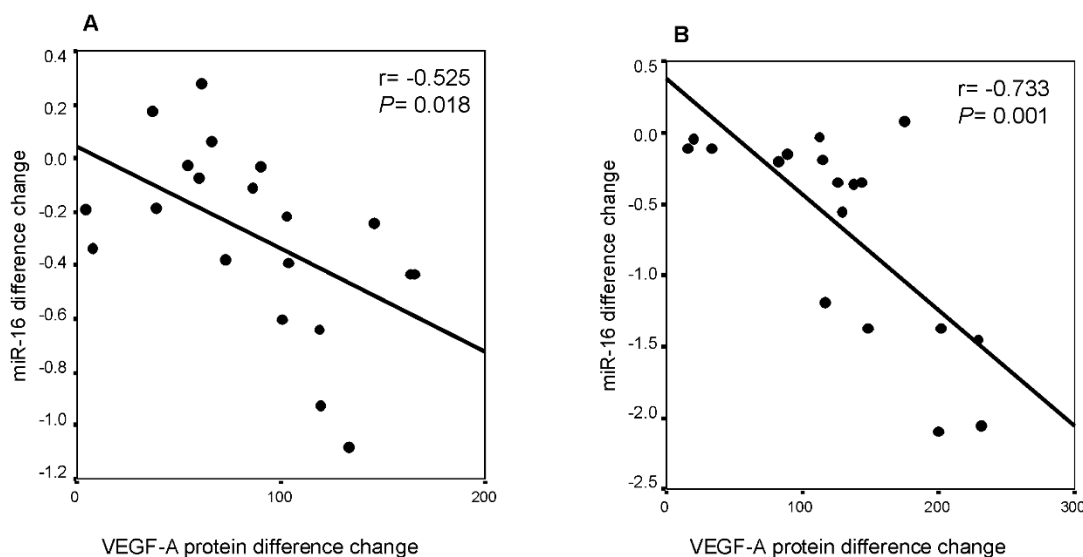 A
r= -0.525
P= 0.018
miR-16 difference change
0.4
0.2
0.0
-0.2
-0.4
-0.6
-0.8
-1.0
-1.2
0
100
200
VEGF-A protein difference change
B
r= -0.733
P= 0.001
miR-16 difference change
0.5
0.0
-0.5
-1.0
-1.5
-2.0
-2.5
0
100
200
300
VEGF-A protein difference change